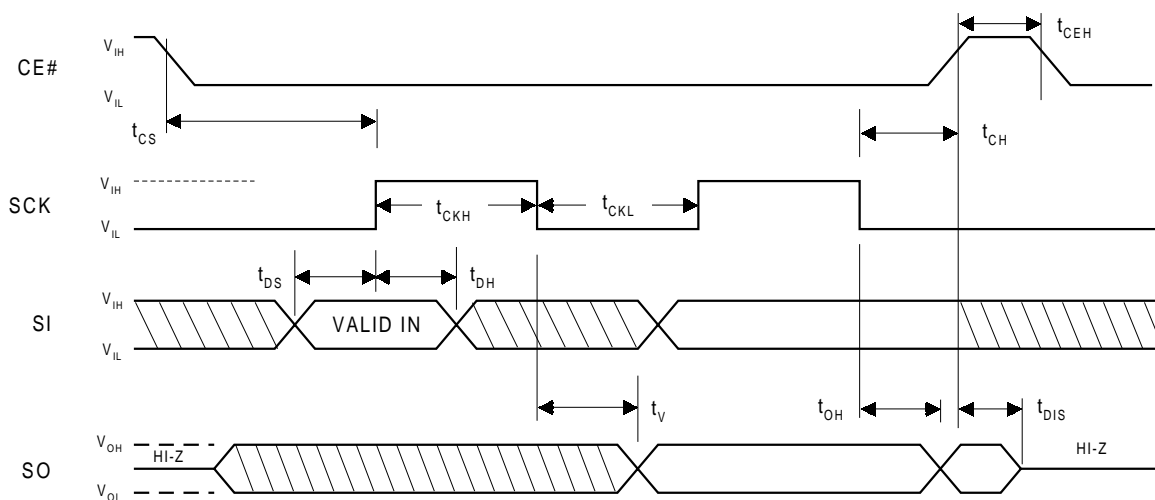 V_IH t_CEH
CE#
V_IL
t_CS t_CH
V_IH
SCK t_CKH t_CKL
V_IL
t_DS t_DH
V_IH
SI VALID IN
V_IL
t_V t_OH t_DIS
V_OH
HI-Z HI-Z
SO
V_OL